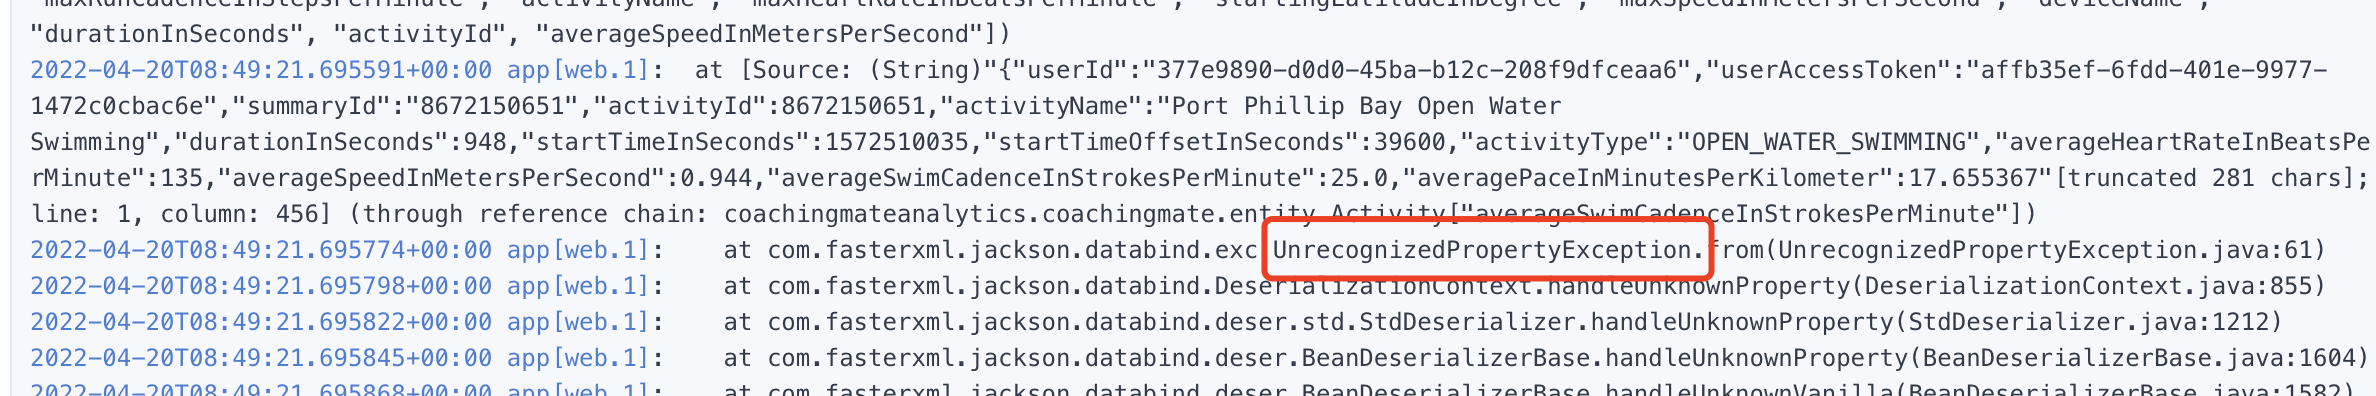 "maxRunCadenceInStepsPerMinute", "activityName", "maxHeartRateInBeatsPerMinute", "startingLatitudeInDegree", "maxSpeedInMetersPerSecond", "deviceName",
"durationInSeconds", "activityId", "averageSpeedInMetersPerSecond"])
2022-04-20T08:49:21.695591+00:00 app[web.1]:  at [Source: (String)"{"userId":"377e9890-d0d0-45ba-b12c-208f9dfceaa6","userAccessToken":"affb35ef-6fdd-401e-9977-
1472c0cbac6e","summaryId":"8672150651","activityId":8672150651,"activityName":"Port Phillip Bay Open Water
Swimming","durationInSeconds":948,"startTimeInSeconds":1572510035,"startTimeOffsetInSeconds":39600,"activityType":"OPEN_WATER_SWIMMING","averageHeartRateInBeatsPe
rMinute":135,"averageSpeedInMetersPerSecond":0.944,"averageSwimCadenceInStrokesPerMinute":25.0,"averagePaceInMinutesPerKilometer":17.655367"[truncated 281 chars];
line: 1, column: 456] (through reference chain: coachingmateanalytics.coachingmate.entity.Activity["averageSwimCadenceInStrokesPerMinute"])
2022-04-20T08:49:21.695774+00:00 app[web.1]:    at com.fasterxml.jackson.databind.exc.UnrecognizedPropertyException.from(UnrecognizedPropertyException.java:61)
2022-04-20T08:49:21.695798+00:00 app[web.1]:    at com.fasterxml.jackson.databind.DeserializationContext.handleUnknownProperty(DeserializationContext.java:855)
2022-04-20T08:49:21.695822+00:00 app[web.1]:    at com.fasterxml.jackson.databind.deser.std.StdDeserializer.handleUnknownProperty(StdDeserializer.java:1212)
2022-04-20T08:49:21.695845+00:00 app[web.1]:    at com.fasterxml.jackson.databind.deser.BeanDeserializerBase.handleUnknownProperty(BeanDeserializerBase.java:1604)
2022-04-20T08:49:21.695868+00:00 app[web.1]:    at com.fasterxml.jackson.databind.deser.BeanDeserializerBase.handleUnknownVanilla(BeanDeserializerBase.java:1582)